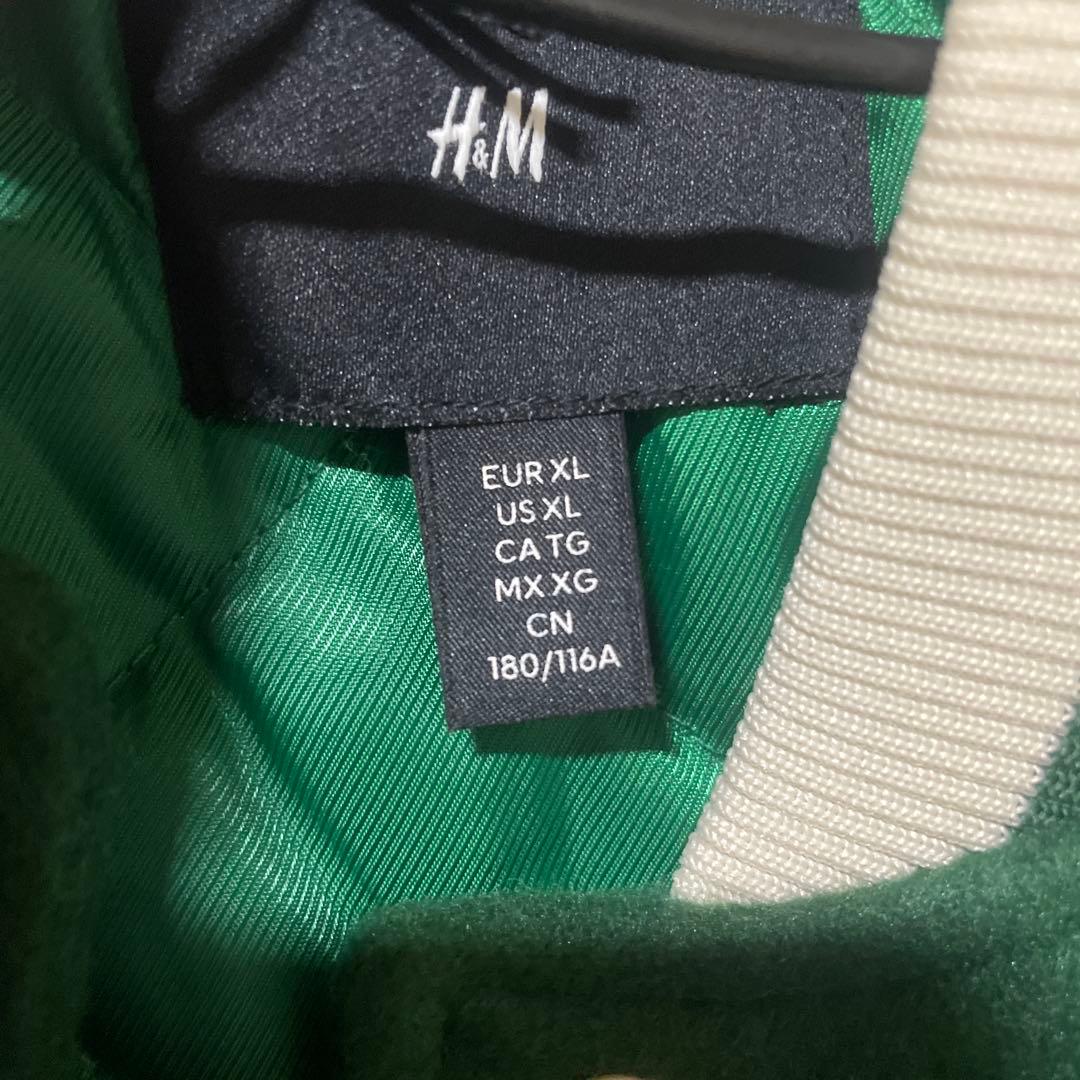 H&M
EUR XL
US XL
CA TG
MX XG
CN
180/116A